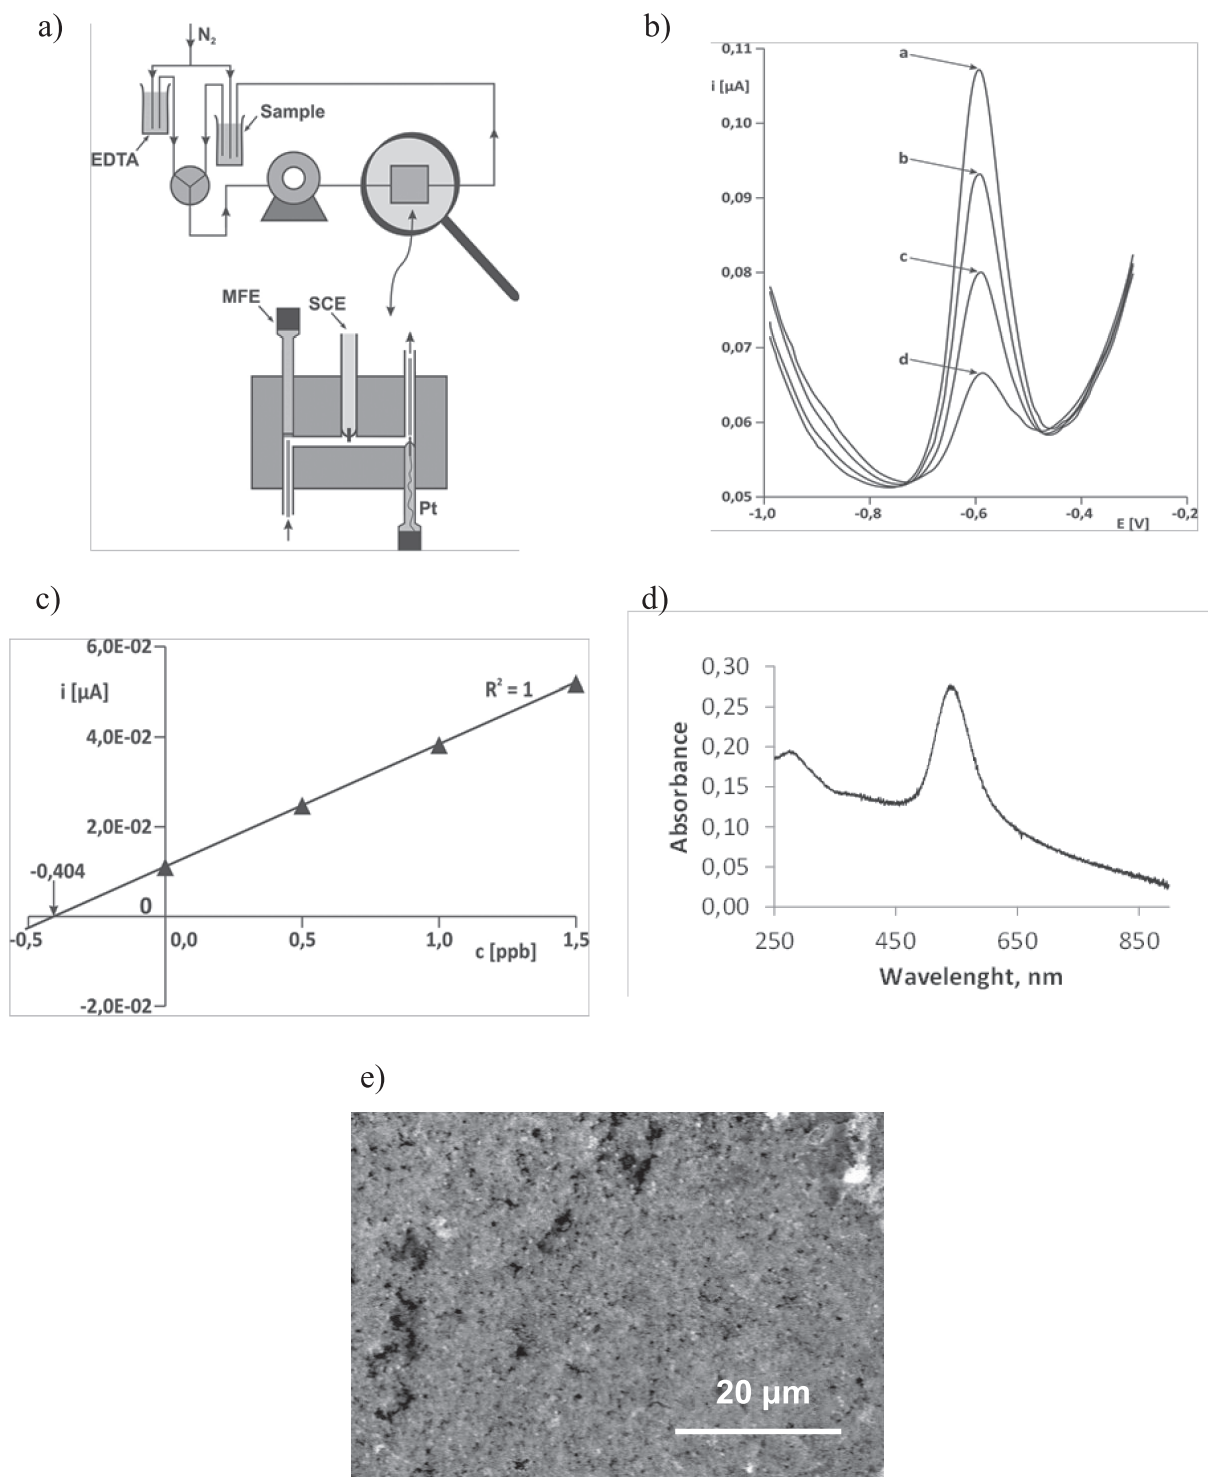 a)
N2
Sample
EDTA
MFE
SCE
Pt
b)
0,11
i [µA]
0,10
0,09
0,08
0,07
0,06
0,05
a
b
c
d
-1,0
-0,8
-0,6
-0,4
-0,2
E [V]
c)
6,0E-02
i [µA]
R² = 1
4,0E-02
2,0E-02
-0,404
0
-0,5
0,0
0,5
1,0
1,5
c [ppb]
-2,0E-02
d)
0,30
0,25
0,20
0,15
0,10
0,05
0,00
Absorbance
250
450
650
850
Wavelenght, nm
e)
20 µm